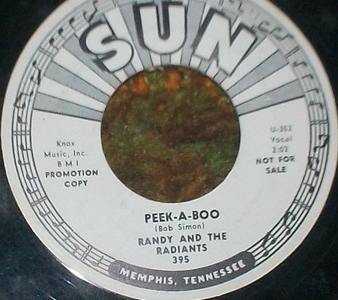 SUN
Knox
Music, Inc.
B M I
PROMOTION
COPY
U-352
Vocal
2:02
NOT FOR
SALE
PEEK-A-BOO
(Bob Simon)
RANDY AND THE
RADIANTS
395
MEMPHIS, TENNESSEE